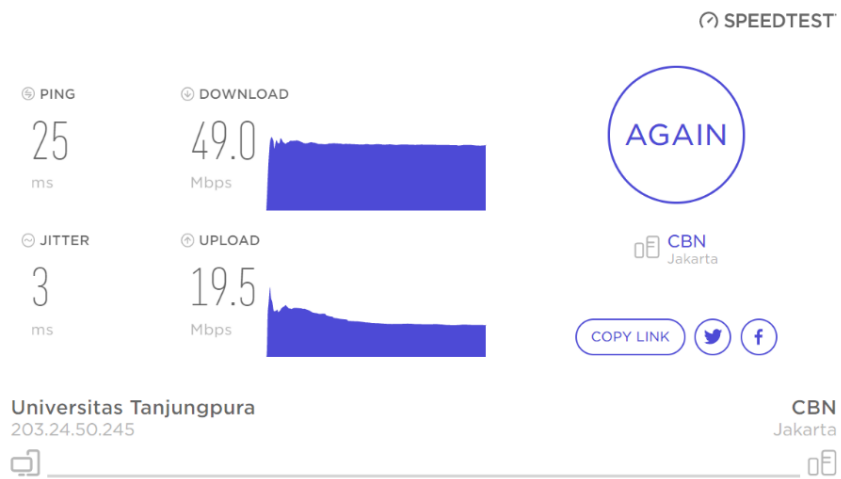 SPEEDTEST
PING
25
ms
DOWNLOAD
49.0
Mbps
AGAIN
JITTER
3
ms
UPLOAD
19.5
Mbps
CBN
Jakarta
COPY LINK
Universitas Tanjungpura
203.24.50.245
CBN
Jakarta